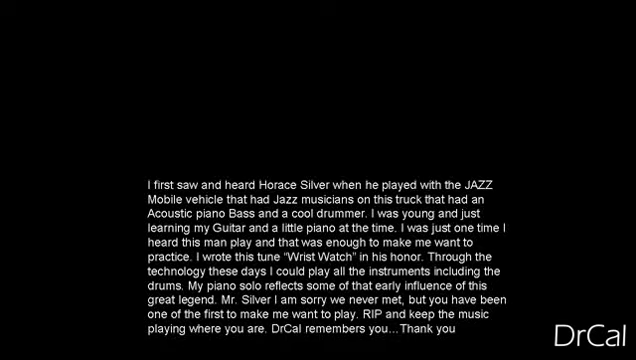 I first saw and heard Horace Silver when he played with the JAZZ
Mobile vehicle that had Jazz musicians on this truck that had an
Acoustic piano Bass and a cool drummer. I was young and just
learning my Guitar and a little piano at the time. I was just one time I
heard this man play and that was enough to make me want to
practice. I wrote this tune “Wrist Watch” in his honor. Through the
technology these days I could play all the instruments including the
drums. My piano solo reflects some of that early influence of this
great legend. Mr. Silver I am sorry we never met, but you have been
one of the first to make me want to play. RIP and keep the music
playing where you are. DrCal remembers you...Thank you
DrCal